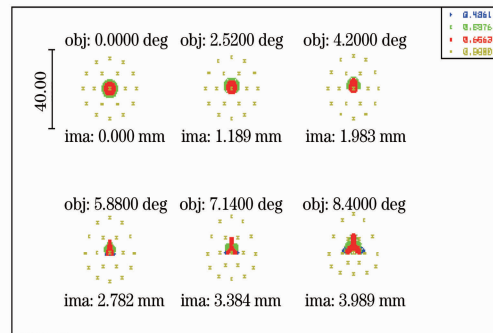 obj: 0.0000 deg
obj: 2.5200 deg
obj: 4.2000 deg
40.00
ima: 0.000 mm
ima: 1.189 mm
ima: 1.983 mm
obj: 5.8800 deg
obj: 7.1400 deg
obj: 8.4000 deg
ima: 2.782 mm
ima: 3.384 mm
ima: 3.989 mm